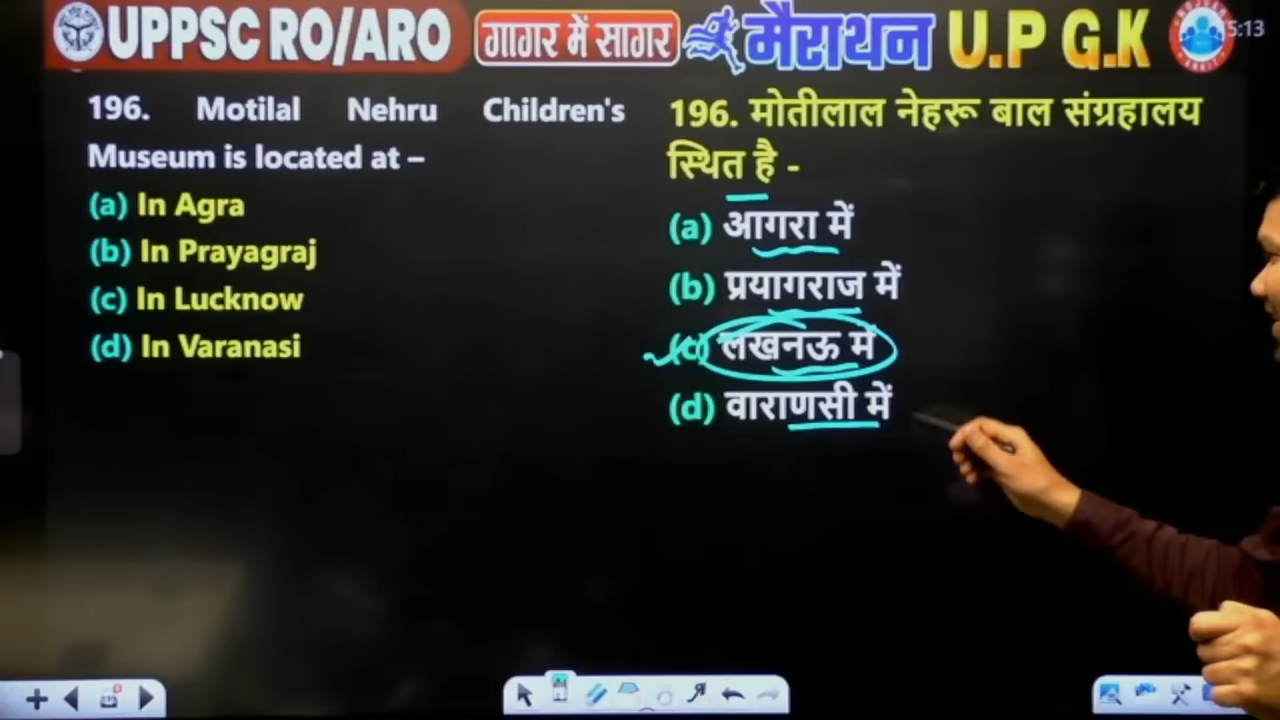 UPPSC RO/ARO गागर में सागर मैराथन U.P G.K
5:13
196. Motilal Nehru Children's
Museum is located at –
(a) In Agra
(b) In Prayagraj
(c) In Lucknow
(d) In Varanasi
196. मोतीलाल नेहरू बाल संग्रहालय
स्थित है -
(a) आगरा में
(b) प्रयागराज में
(c) लखनऊ में
(d) वाराणसी में